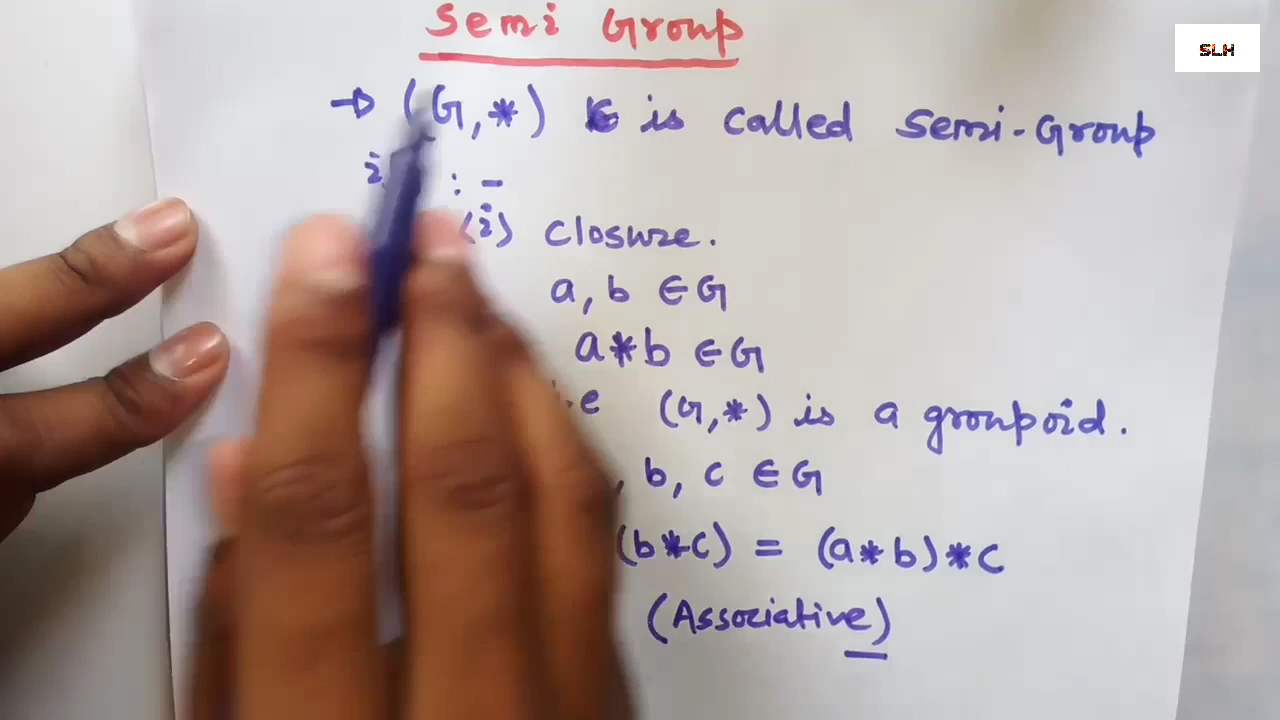 Semi Group
SLH
→ (G,*) is called Semi-Group
:-
(i) closure.
a, b ∈ G
a*b ∈ G
(G,*) is a groupoid.
, b, c ∈ G
(b*c) = (a*b)*c
(Associative)